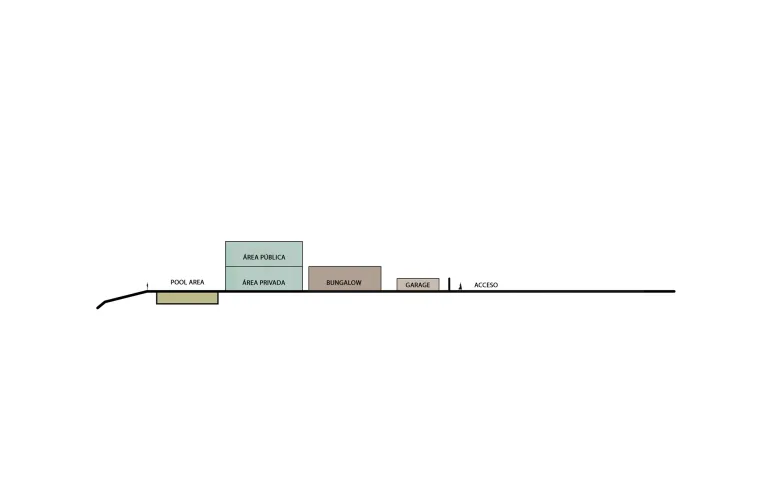 ÁREA PÚBLICA
POOL AREA
ÁREA PRIVADA
BUNGALOW
GARAGE
ACCESO